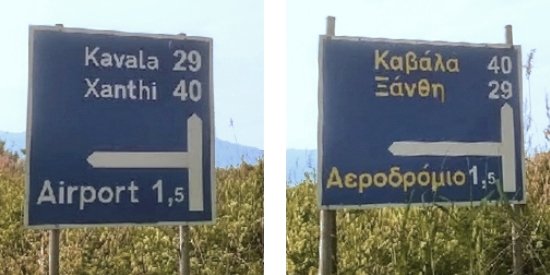 Kavala 29
Xanthi 40
Airport 1,5
Καβάλα 40
Ξάνθη 29
Αεροδρόμιο 1,5